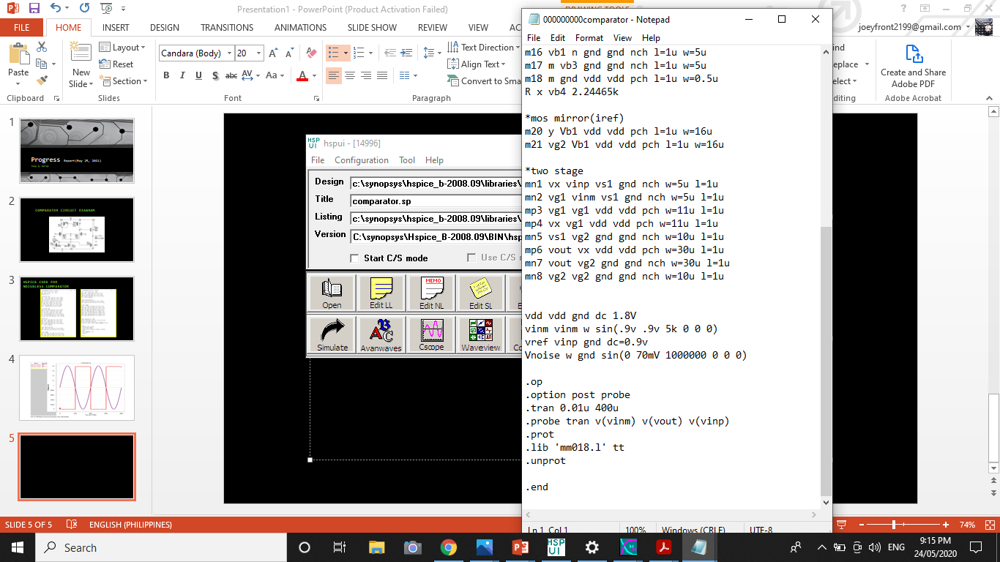 Presentation1 - PowerPoint (Product Activation Failed)
DRAWING TOOLS
FILE HOME INSERT DESIGN TRANSITIONS ANIMATIONS SLIDE SHOW REVIEW VIEW
joeyfront2199@gmail.com
Paste
Clipboard
New
Slide
Layout
Reset
Section
Slides
Candara (Body) 20
B I U S abc AV Aa A
Font
Paragraph
Text Direction
Align Text
Convert to Sma
Create and Share
Adobe PDF
Adobe Acrobat
1
Progress Report(May 24, 2021)
2
COMPARATOR CIRCUIT DIAGRAM
3
HSPICE CODE FOR
NOISELESS COMPARATOR
4
5
HSP
UI
hspui - [14996]
File Configuration Tool Help
Design c:\synopsys\hspice_b-2008.09\libraries\
Title comparator.sp
Listing c:\synopsys\hspice_b-2008.09\libraries\
Version C:\synopsys\Hspice_B-2008.09\BIN\hsp
Start C/S mode
Use C/S
Open Edit LL Edit NL Edit SL
MEMO
Simulate Avanwaves Cscope Waveview
000000000comparator - Notepad
File Edit Format View Help
m16 vb1 n gnd gnd nch l=1u w=5u
m17 m vb3 gnd gnd nch l=1u w=5u
m18 m gnd vdd vdd pch l=1u w=0.5u
R x vb4 2.24465k
*mos mirror(iref)
m20 y Vb1 vdd vdd pch l=1u w=16u
m21 vg2 Vb1 vdd vdd pch l=1u w=16u
*two stage
mn1 vx vinp vs1 gnd nch w=5u l=1u
mn2 vg1 vinm vs1 gnd nch w=5u l=1u
mp3 vg1 vg1 vdd vdd pch w=11u l=1u
mp4 vx vg1 vdd vdd pch w=11u l=1u
mn5 vs1 vg2 gnd gnd nch w=10u l=1u
mp6 vout vx vdd vdd pch w=30u l=1u
mn7 vout vg2 gnd gnd nch w=30u l=1u
mn8 vg2 vg2 gnd gnd nch w=10u l=1u
vdd vdd gnd dc 1.8V
vinm vinm w sin(.9v .9v 5k 0 0 0)
vref vinp gnd dc=0.9v
Vnoise w gnd sin(0 70mV 1000000 0 0 0)
.op
.option post probe
.tran 0.01u 400u
.probe tran v(vinm) v(vout) v(vinp)
.prot
.lib 'mm018.l' tt
.unprot
.end
Ln 1, Col 1 100% Windows (CRLF) UTF-8
SLIDE 5 OF 5 ENGLISH (PHILIPPINES) 74%
Search
HSP
UI
ENG
9:15 PM
24/05/2020